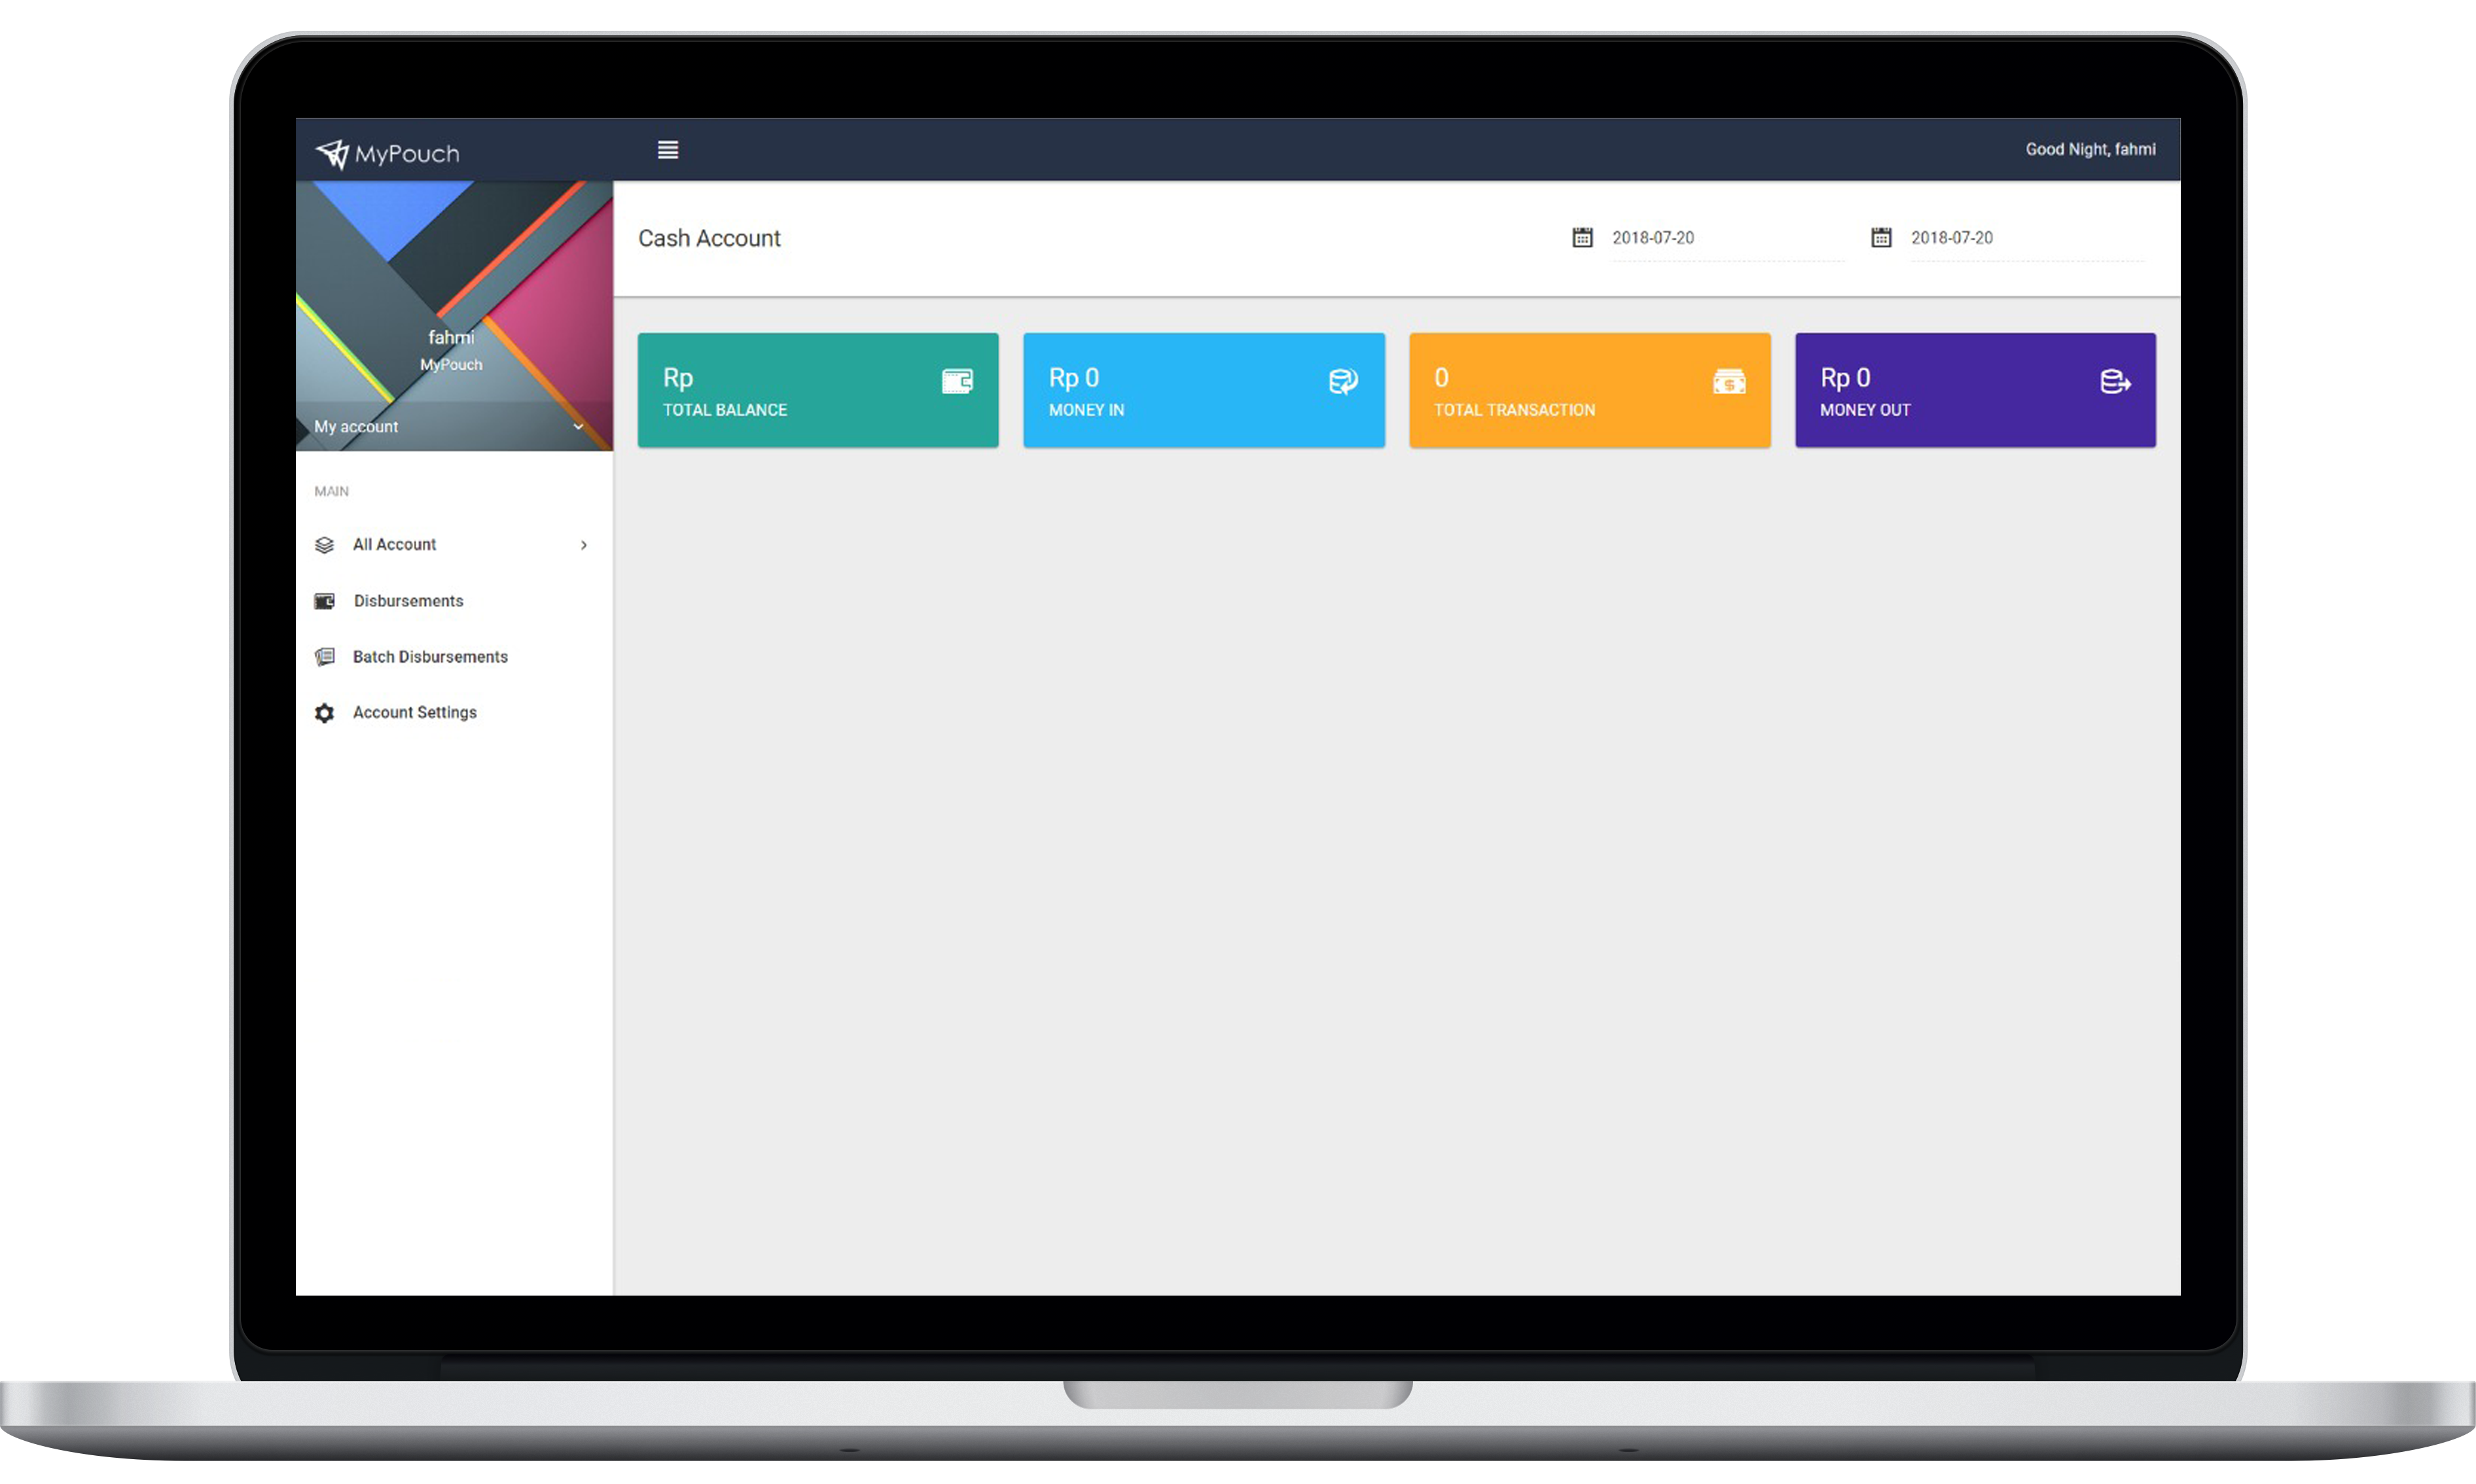 MyPouch
Good Night, fahmi
fahmi
MyPouch
My account
MAIN
All Account
Disbursements
Batch Disbursements
Account Settings
Cash Account
2018-07-20
2018-07-20
Rp
TOTAL BALANCE
Rp 0
MONEY IN
0
TOTAL TRANSACTION
Rp 0
MONEY OUT